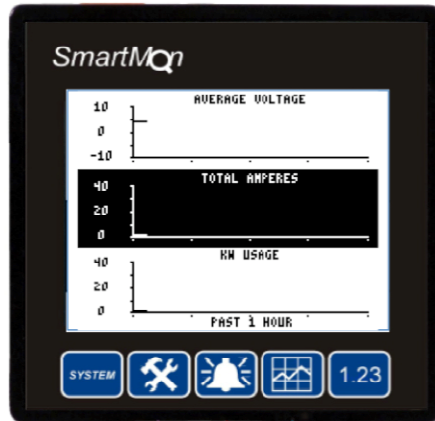 SmartMon
AVERAGE VOLTAGE
10
0
-10
TOTAL AMPERES
40
20
0
KW USAGE
40
20
0
PAST 1 HOUR
SYSTEM
1.23